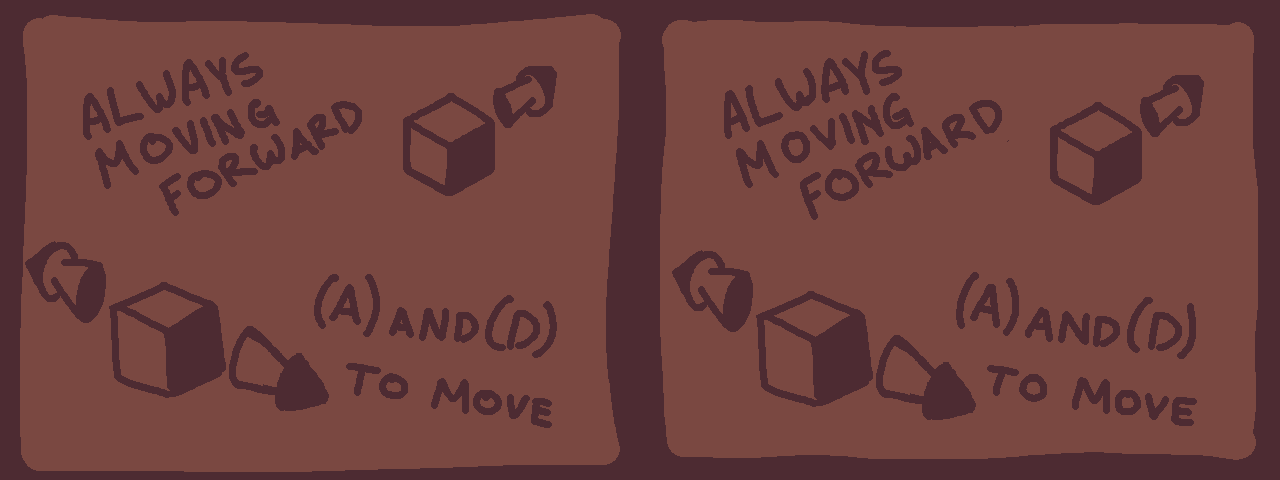 ALWAYS
MOVING
FORWARD
(A) AND (D)
TO MOVE
ALWAYS
MOVING
FORWARD
(A) AND (D)
TO MOVE